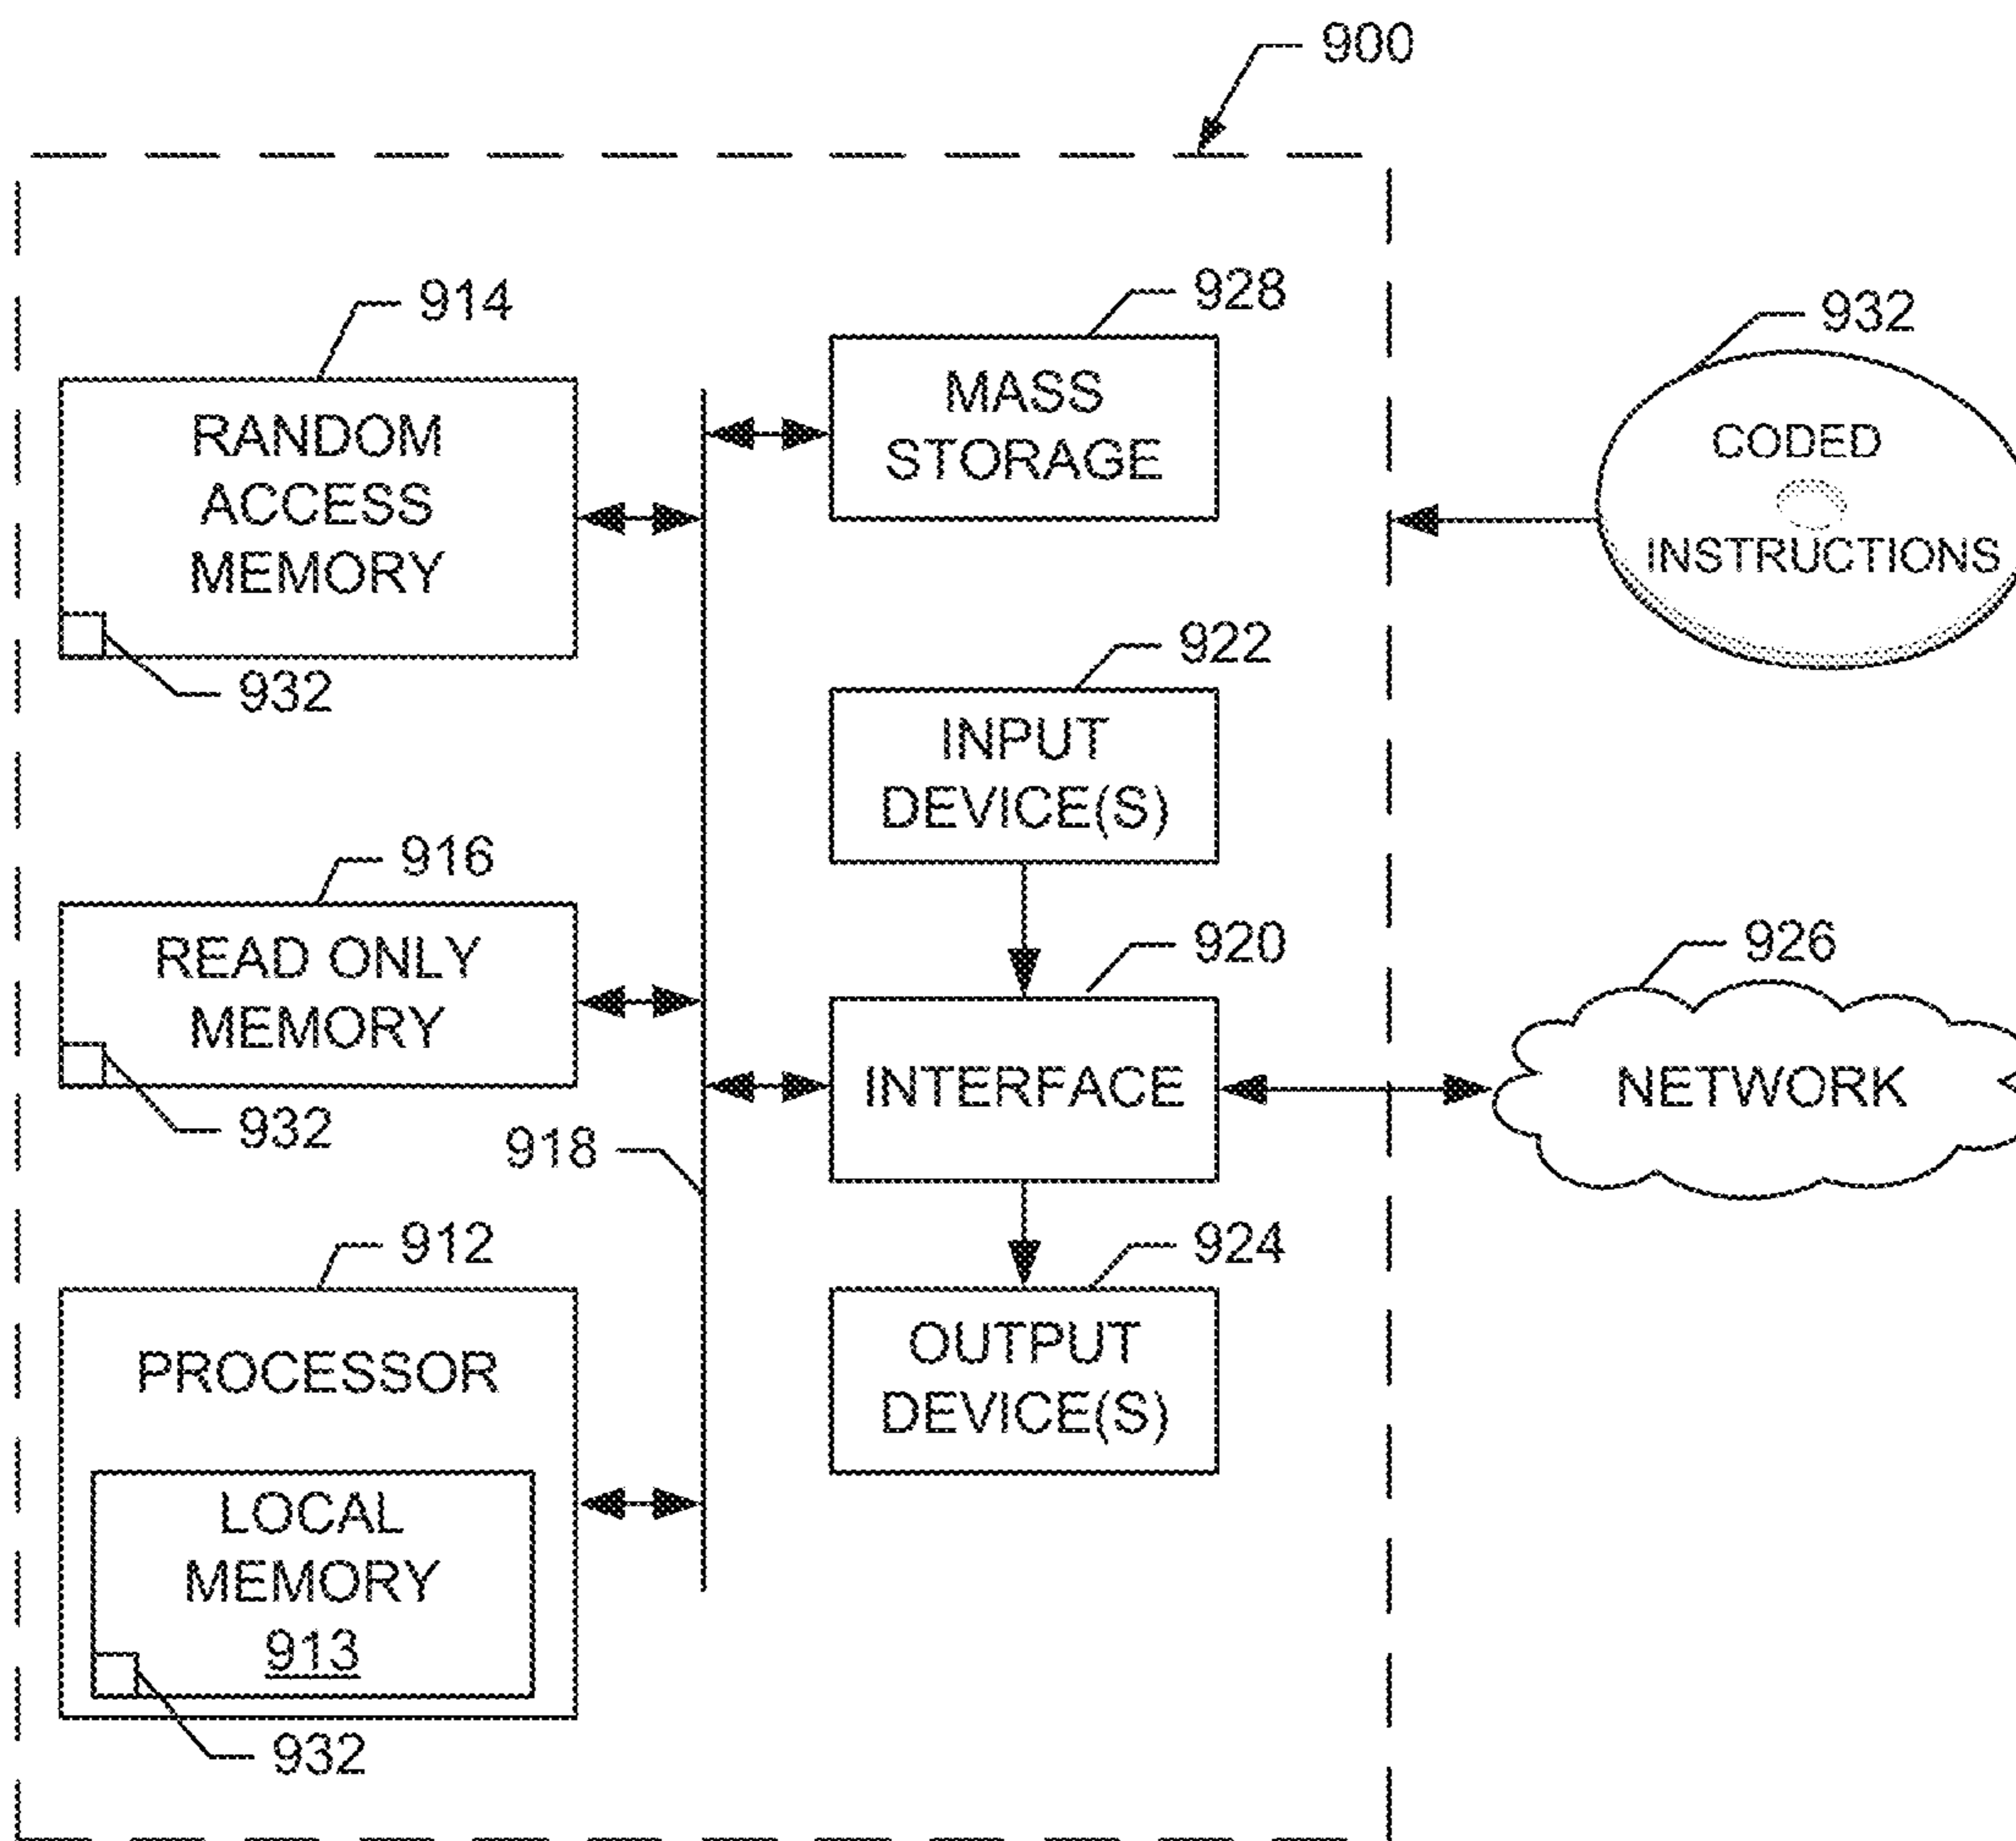 900
914
RANDOM
ACCESS
MEMORY
932
928
MASS
STORAGE
932
CODED
INSTRUCTIONS
922
INPUT
DEVICE(S)
916
READ ONLY
MEMORY
932
920
INTERFACE
926
NETWORK
918
912
PROCESSOR
LOCAL
MEMORY
913
932
924
OUTPUT
DEVICE(S)